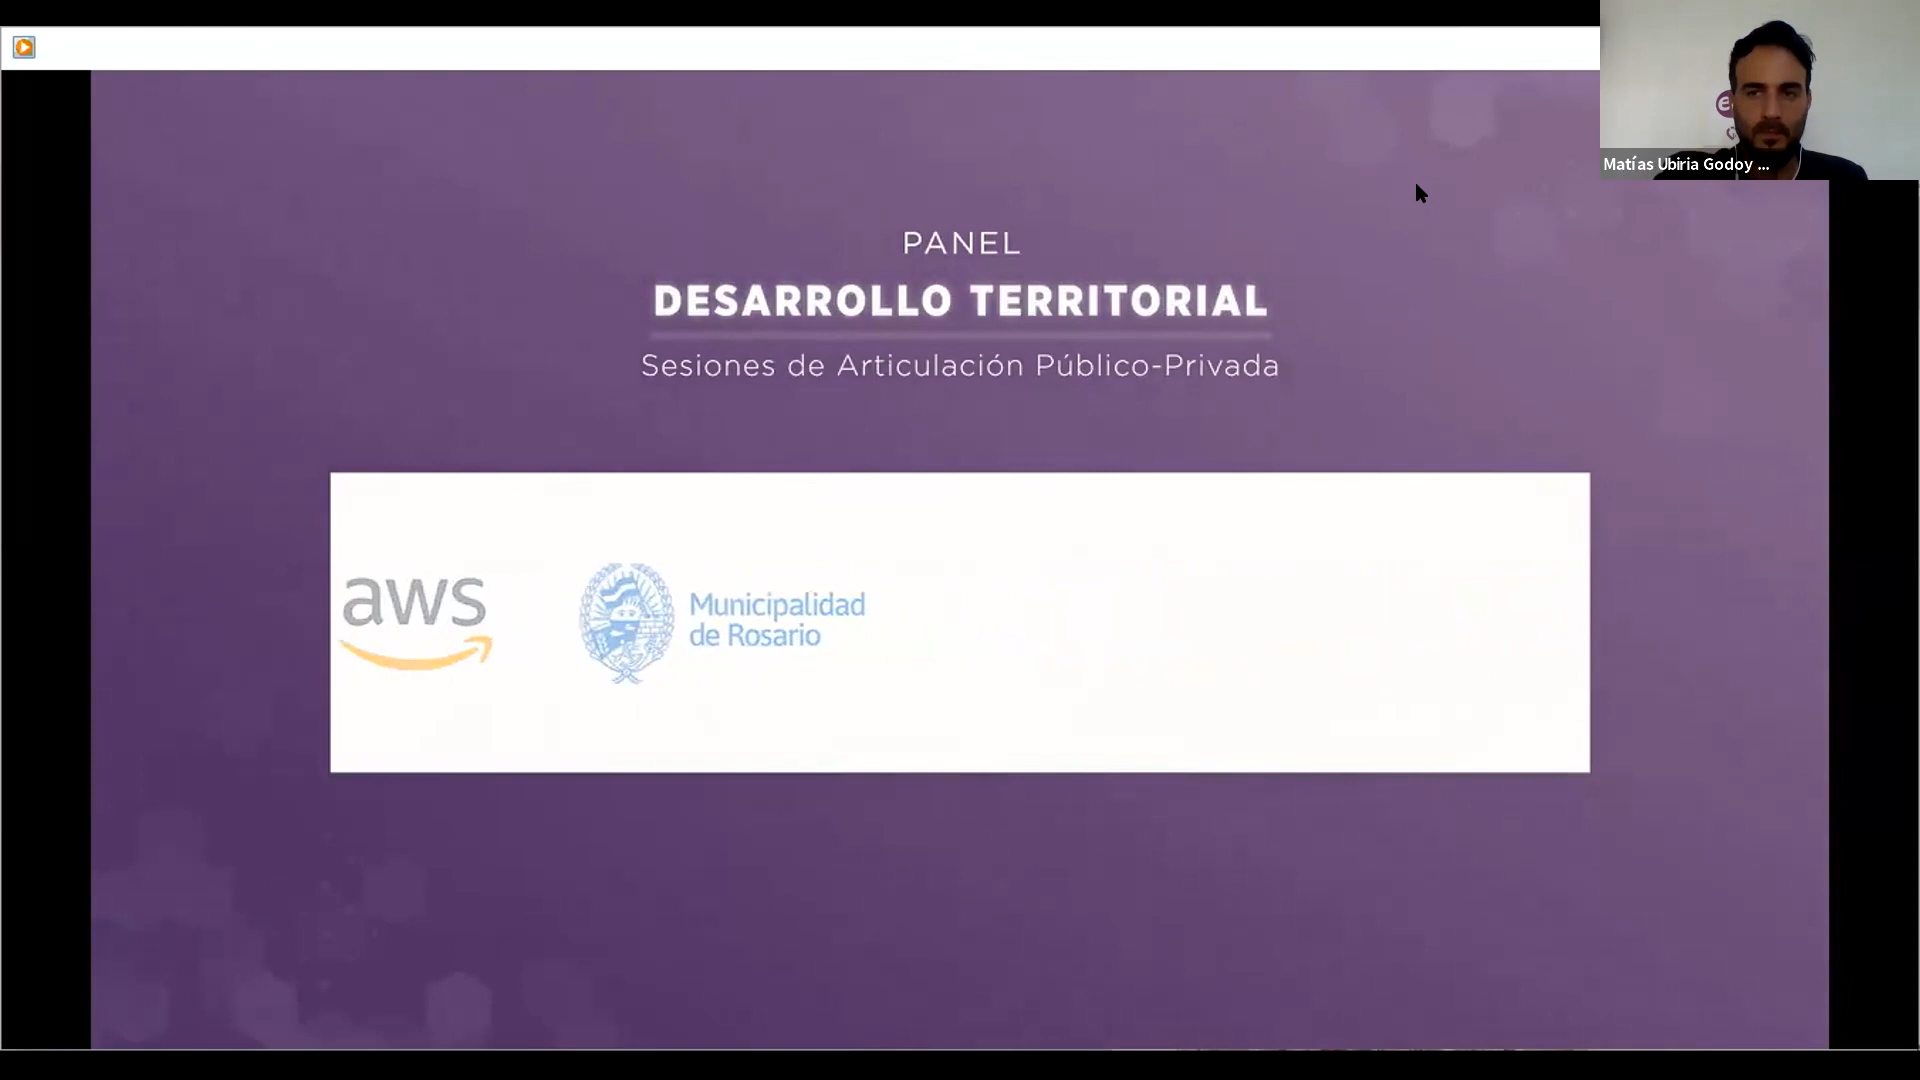 Matías Ubiria Godoy ...
PANEL
DESARROLLO TERRITORIAL
Sesiones de Articulación Público-Privada
aws
Municipalidad
de Rosario